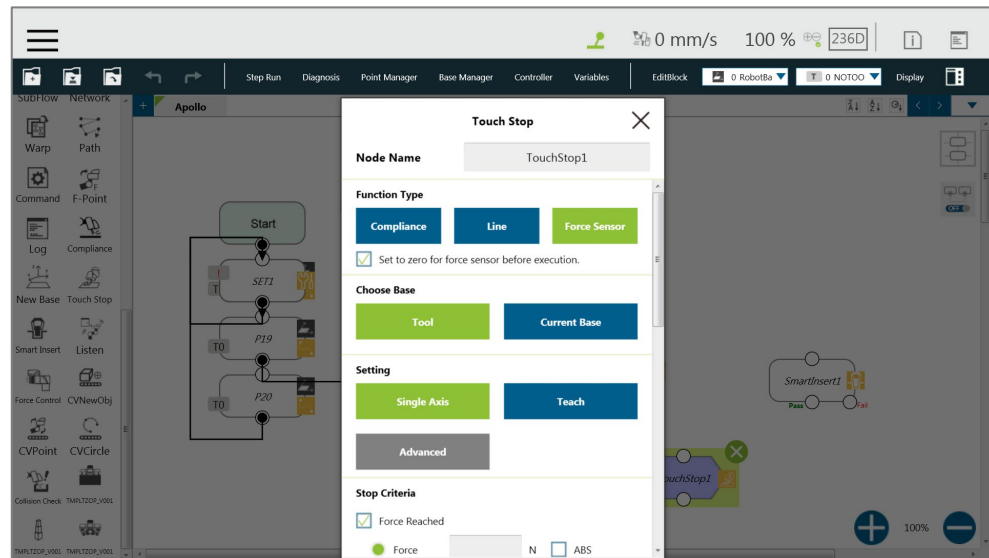 0 mm/s 100 % 236D
Step Run Diagnosis Point Manager Base Manager Controller Variables EditBlock 0 RobotBa T 0 NOTOO Display
SubFlow Network
+ Apollo
Warp Path
Command F-Point
Log Compliance
New Base Touch Stop
Smart Insert Listen
Force Control CVNewObj
CVPoint CVCircle
Collision Check TMPLTZOP_V001
TMPLTZOP_V001 TMPLTZOP_V001
Start
T SET1
T0 P19
T0 P20
Touch Stop
Node Name TouchStop1
Function Type
Compliance Line Force Sensor
Set to zero for force sensor before execution.
Choose Base
Tool Current Base
Setting
Single Axis Teach
Advanced
Stop Criteria
Force Reached
Force N ABS
OFF
SmartInsert1
Pass Fail
ouchStop1
100%